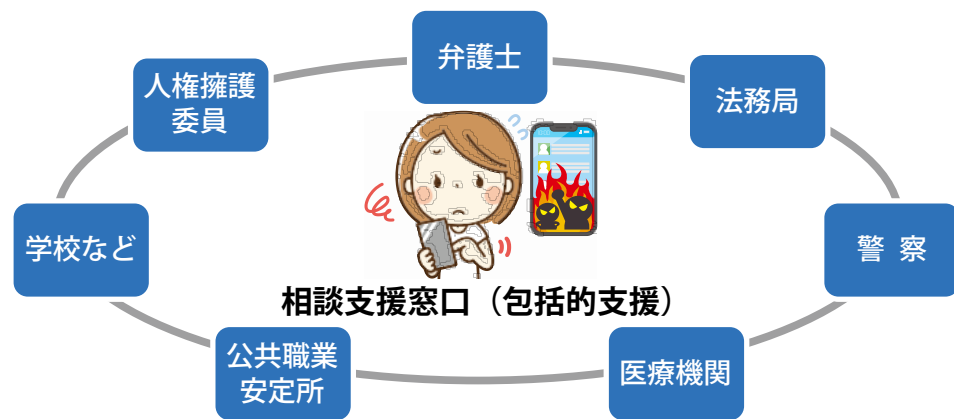 弁護士
人権擁護
委員
法務局
学校など
警 察
相談支援窓口（包括的支援）
公共職業
安定所
医療機関